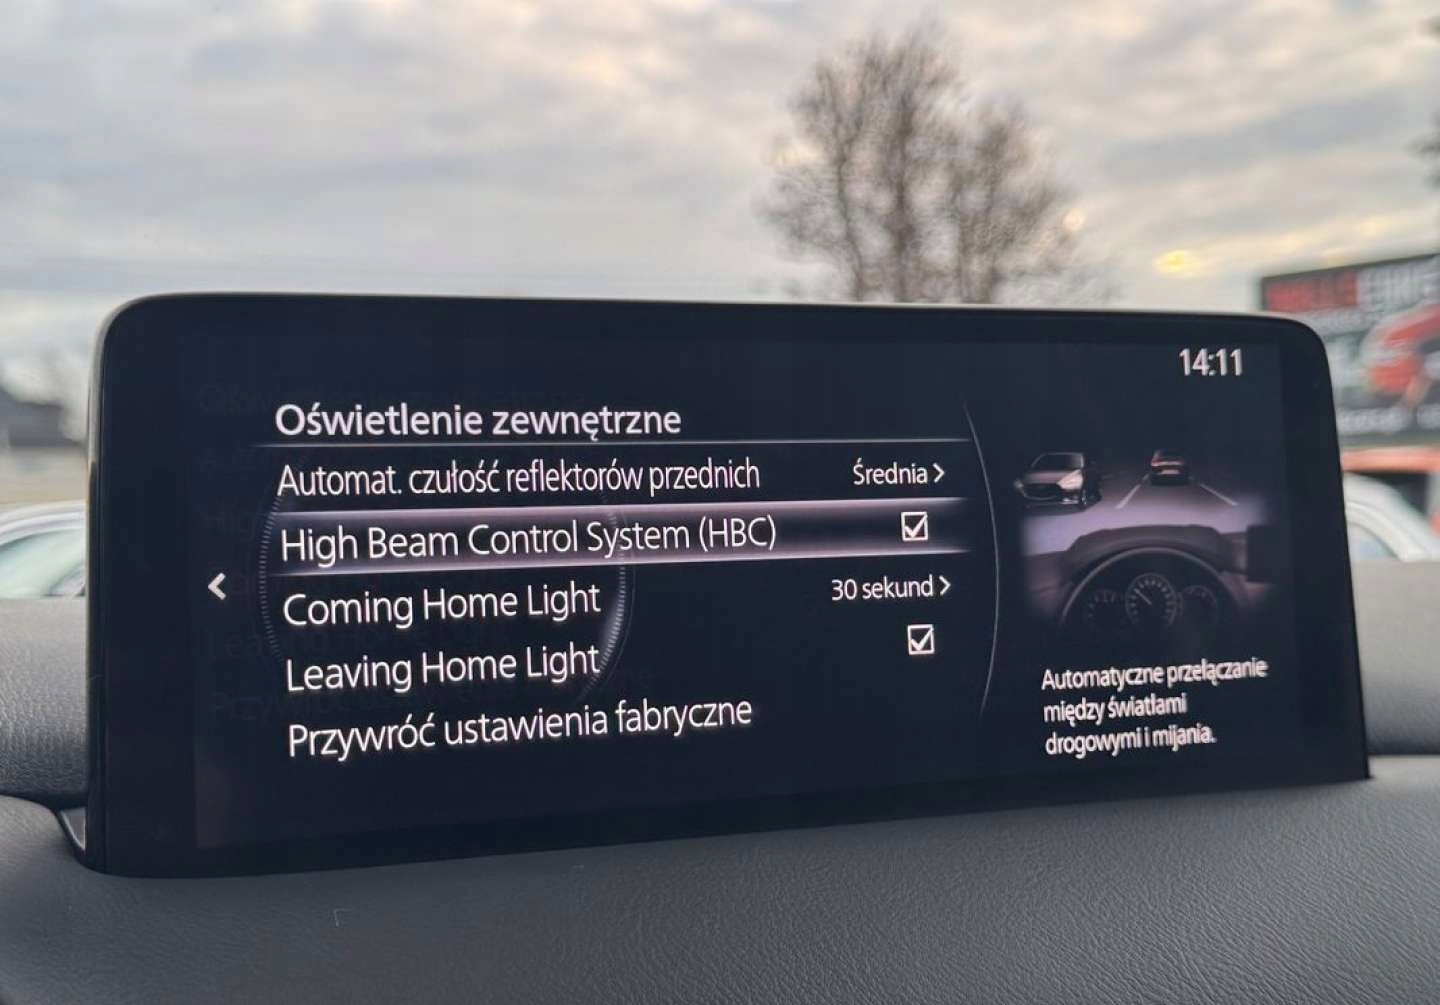 14:11
Oświetlenie zewnętrzne
Automat. czułość reflektorów przednich Średnia >
High Beam Control System (HBC)
Coming Home Light 30 sekund >
Leaving Home Light
Przywróć ustawienia fabryczne
Automatyczne przełączanie
między światłami
drogowymi i mijania.